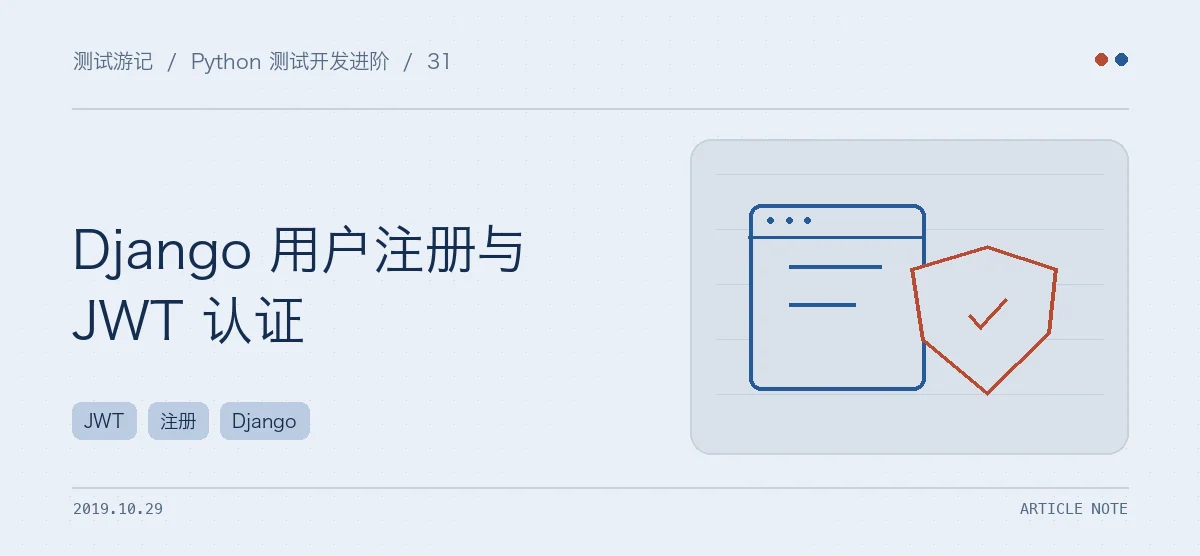 测试游记 / Python 测试开发进阶 / 31
Django 用户注册与
JWT 认证
JWT 注册 Django
2019.10.29
ARTICLE NOTE